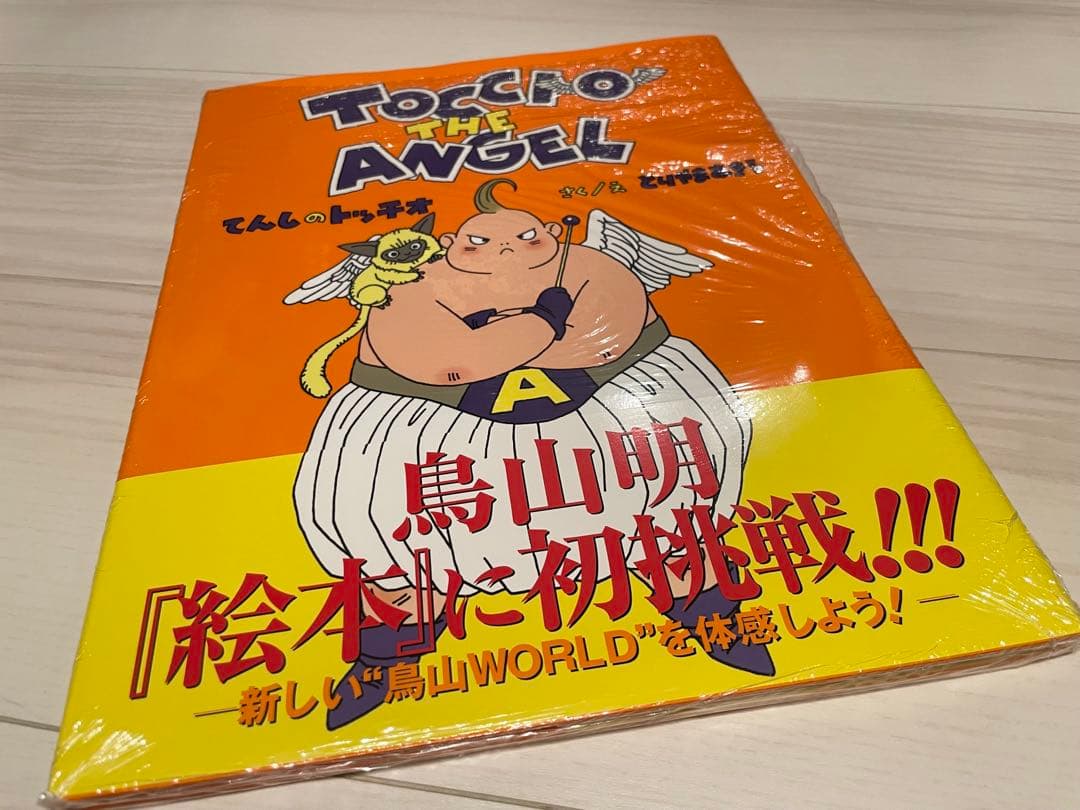 TOCCIO
THE
ANGEL
さく/え とりやまあきら
てんしのトッチオ
A
鳥山明
『絵本』に初挑戦!!!
―新しい“鳥山WORLD”を体感しよう!―